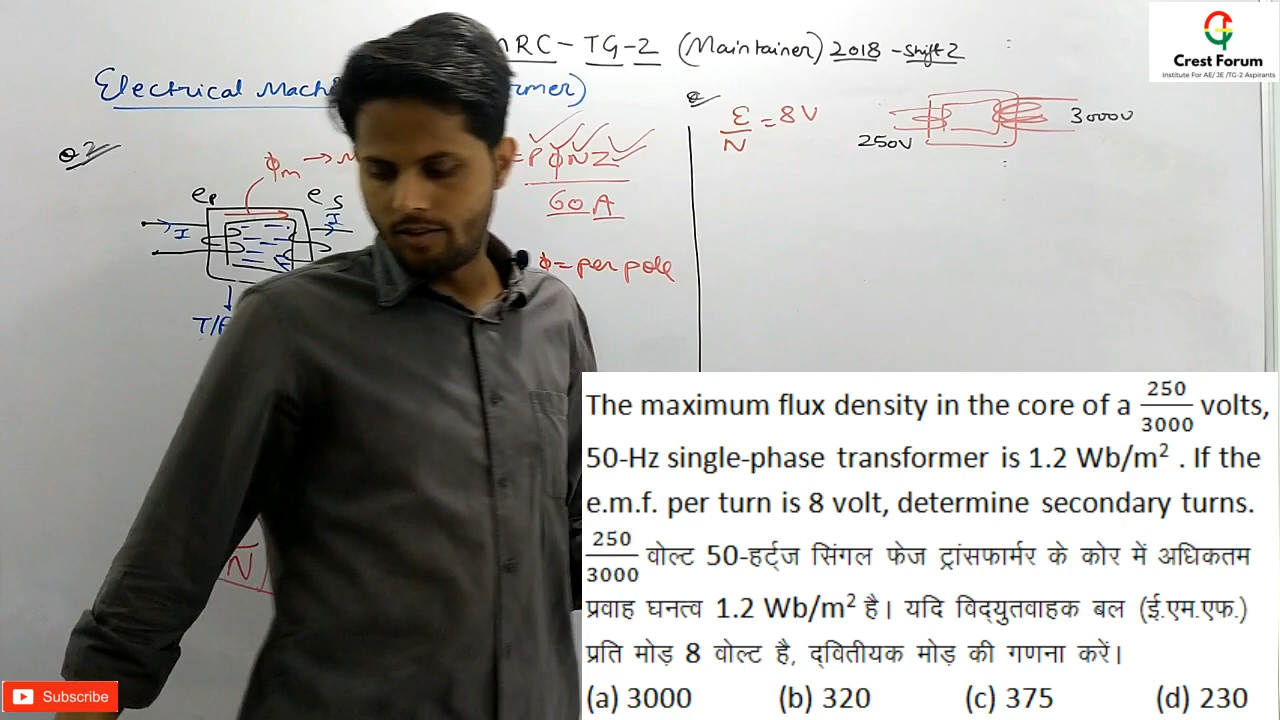 RC - TG-2 (Maintainer) 2018 - Shift 2
Crest Forum
Institute For AE/ JE /TG-2 Aspirants
Electrical Machi
rmer)
Q2
ϕm →
= PϕNZ
60A
ep
es
I
I
ϕ = per pole
T/F
N)
Q
E/N = 8V
250V
3000V
The maximum flux density in the core of a 250/3000 volts,
50-Hz single-phase transformer is 1.2 Wb/m² . If the
e.m.f. per turn is 8 volt, determine secondary turns.
250/3000 वोल्ट 50-हर्ट्ज सिंगल फेज ट्रांसफार्मर के कोर में अधिकतम
प्रवाह घनत्व 1.2 Wb/m² है। यदि विद्युतवाहक बल (ई.एम.एफ.)
प्रति मोड़ 8 वोल्ट है, द्वितीयक मोड़ की गणना करें।
(a) 3000 (b) 320 (c) 375 (d) 230
Subscribe